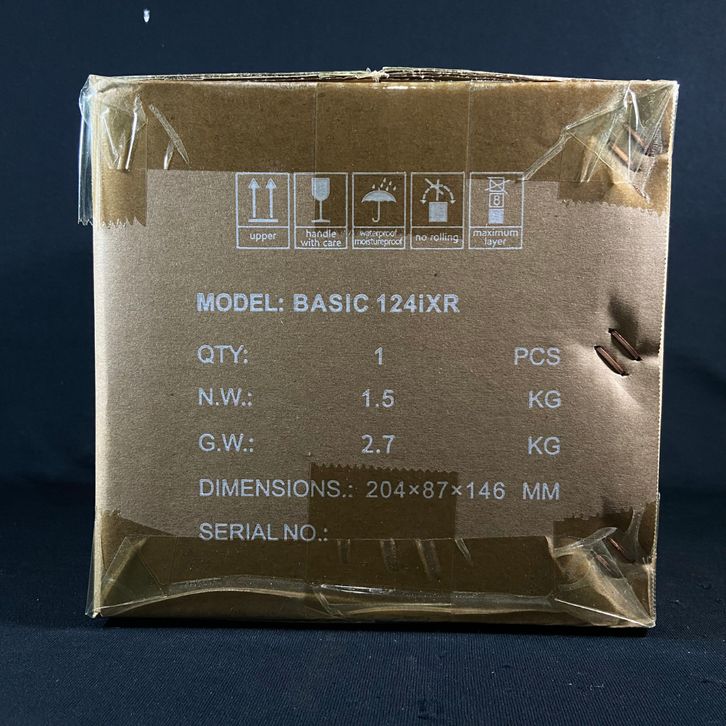 upper
handle
with care
waterproof
moistureproof
no rolling
8
maximum
layer
MODEL: BASIC 124iXR
QTY: 1 PCS
N.W.: 1.5 KG
G.W.: 2.7 KG
DIMENSIONS.: 204×87×146 MM
SERIAL NO.: